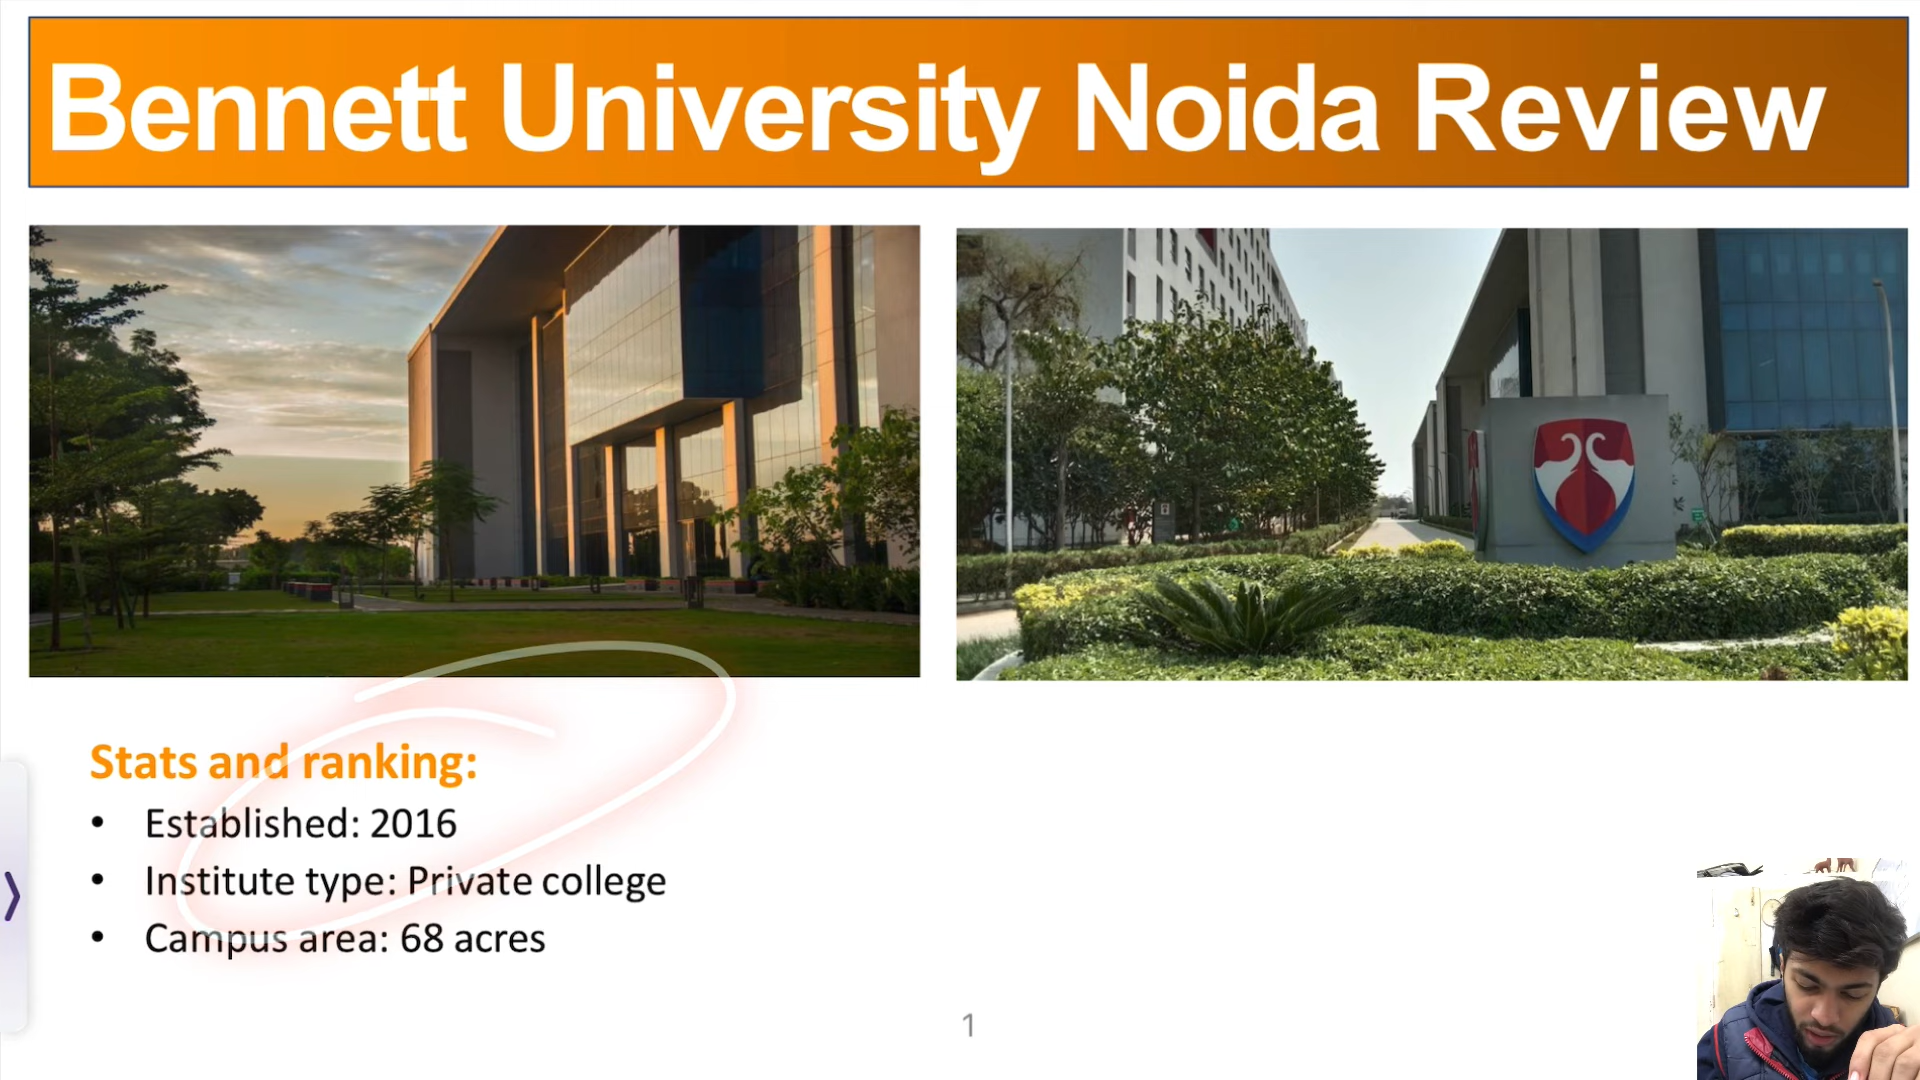 Bennett University Noida Review
Stats and ranking:
• Established: 2016
• Institute type: Private college
• Campus area: 68 acres
1